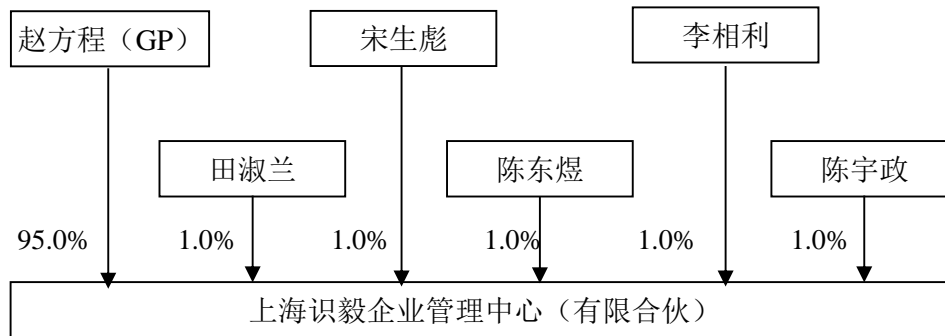 赵方程（GP）
宋生彪
李相利
田淑兰
陈东煜
陈宇政
95.0%
1.0%
1.0%
1.0%
1.0%
1.0%
上海识毅企业管理中心（有限合伙）